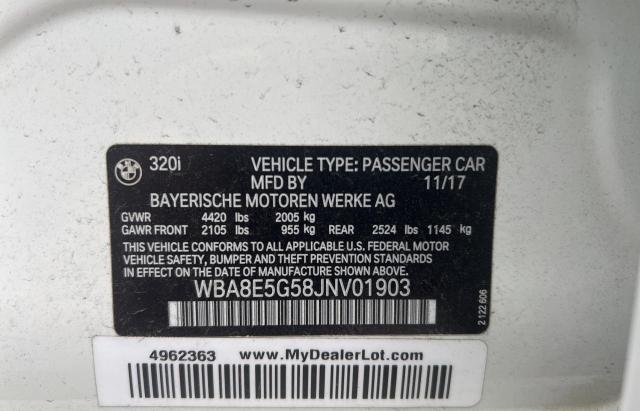 BMW
320i VEHICLE TYPE: PASSENGER CAR
MFD BY 11/17
BAYERISCHE MOTOREN WERKE AG
GVWR 4420 lbs 2005 kg
GAWR FRONT 2105 lbs 955 kg REAR 2524 lbs 1145 kg
THIS VEHICLE CONFORMS TO ALL APPLICABLE U.S. FEDERAL MOTOR
VEHICLE SAFETY, BUMPER AND THEFT PREVENTION STANDARDS
IN EFFECT ON THE DATE OF MANUFACTURE SHOWN ABOVE.
WBA8E5G58JNV01903
2 122 606
4962363 www.MyDealerLot.com